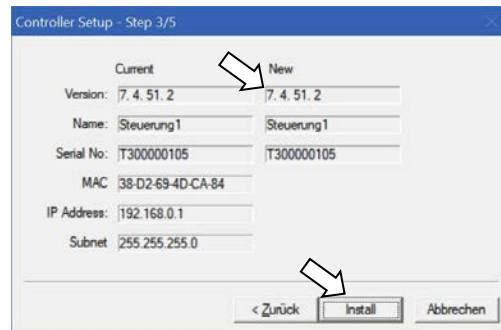 Controller Setup - Step 3/5
Current New
Version: 7. 4. 51. 2 7. 4. 51. 2
Name: Steuerung1 Steuerung1
Serial No: T300000105 T300000105
MAC 38-D2-69-4D-CA-84
IP Address: 192.168.0.1
Subnet 255.255.255.0
< Zurück Install Abbrechen